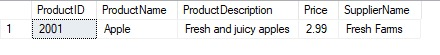 ProductID ProductName ProductDescription Price SupplierName
1 2001 Apple Fresh and juicy apples 2.99 Fresh Farms